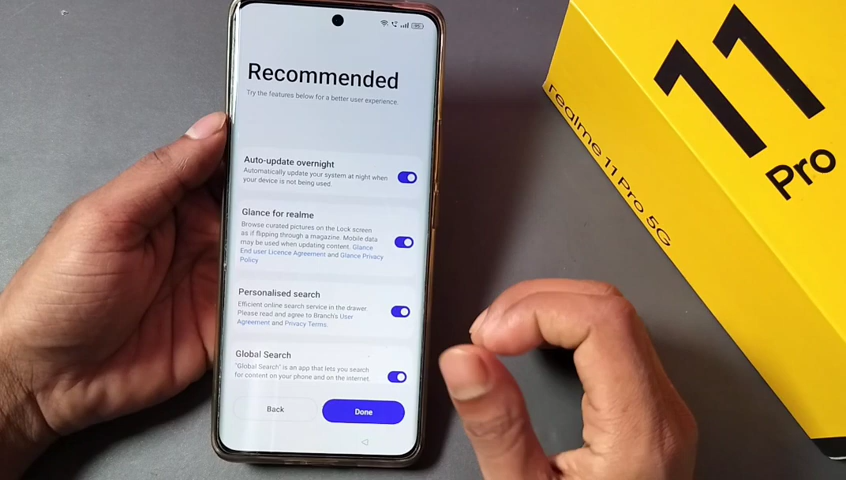 Recommended
Try the features below for a better user experience.
Auto-update overnight
Automatically update your system at night when
your device is not being used.
Glance for realme
Browse curated pictures on the Lock screen
as if flipping through a magazine. Mobile data
may be used when updating content. Glance
End user Licence Agreement and Glance Privacy
Policy
Personalised search
Efficient online search service in the drawer.
Please read and agree to Branch's User
Agreement and Privacy Terms.
Global Search
"Global Search" is an app that lets you search
for content on your phone and on the internet.
Back
Done
11
Pro
realme 11 Pro 5G